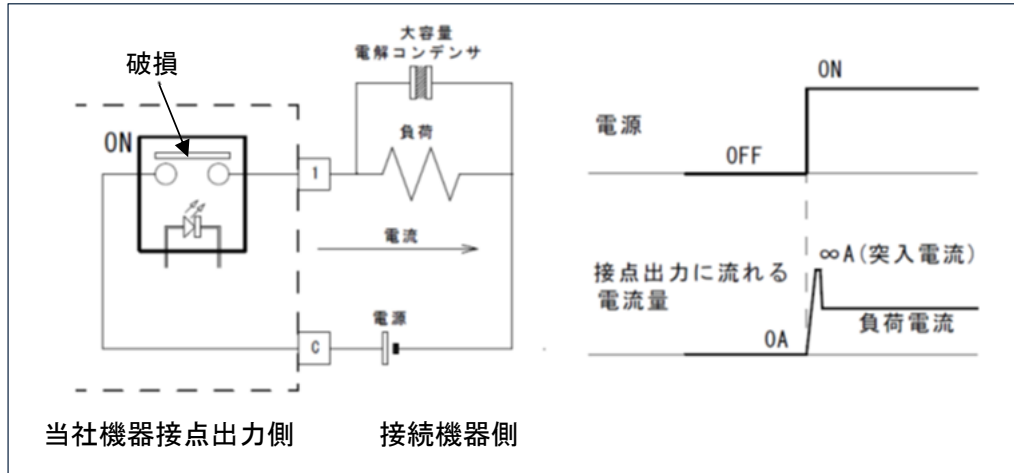 破損
大容量
電解コンデンサ
ON
負荷
1
電流
電源
C
当社機器接点出力側
接続機器側
ON
電源
OFF
∞A(突入電流)
接点出力に流れる
電流量
0A
負荷電流